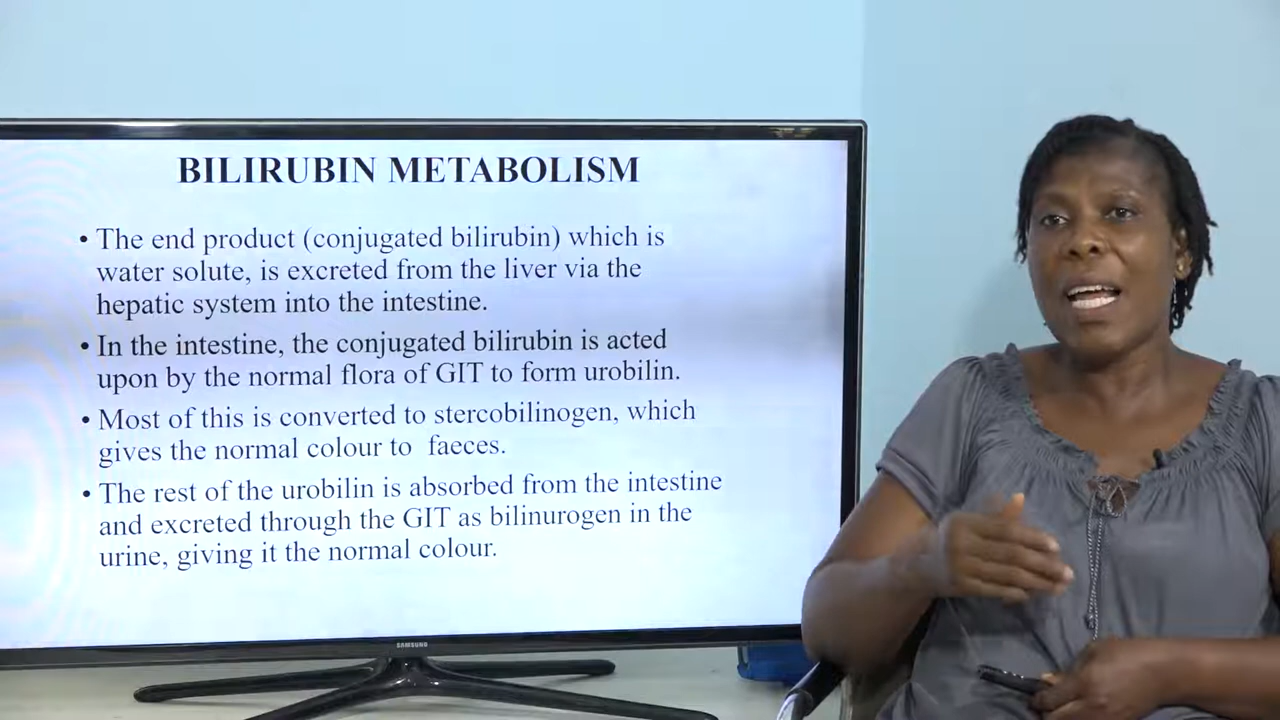 BILIRUBIN METABOLISM
• The end product (conjugated bilirubin) which is
water solute, is excreted from the liver via the
hepatic system into the intestine.
• In the intestine, the conjugated bilirubin is acted
upon by the normal flora of GIT to form urobilin.
• Most of this is converted to stercobilinogen, which
gives the normal colour to faeces.
• The rest of the urobilin is absorbed from the intestine
and excreted through the GIT as bilinurogen in the
urine, giving it the normal colour.
SAMSUNG